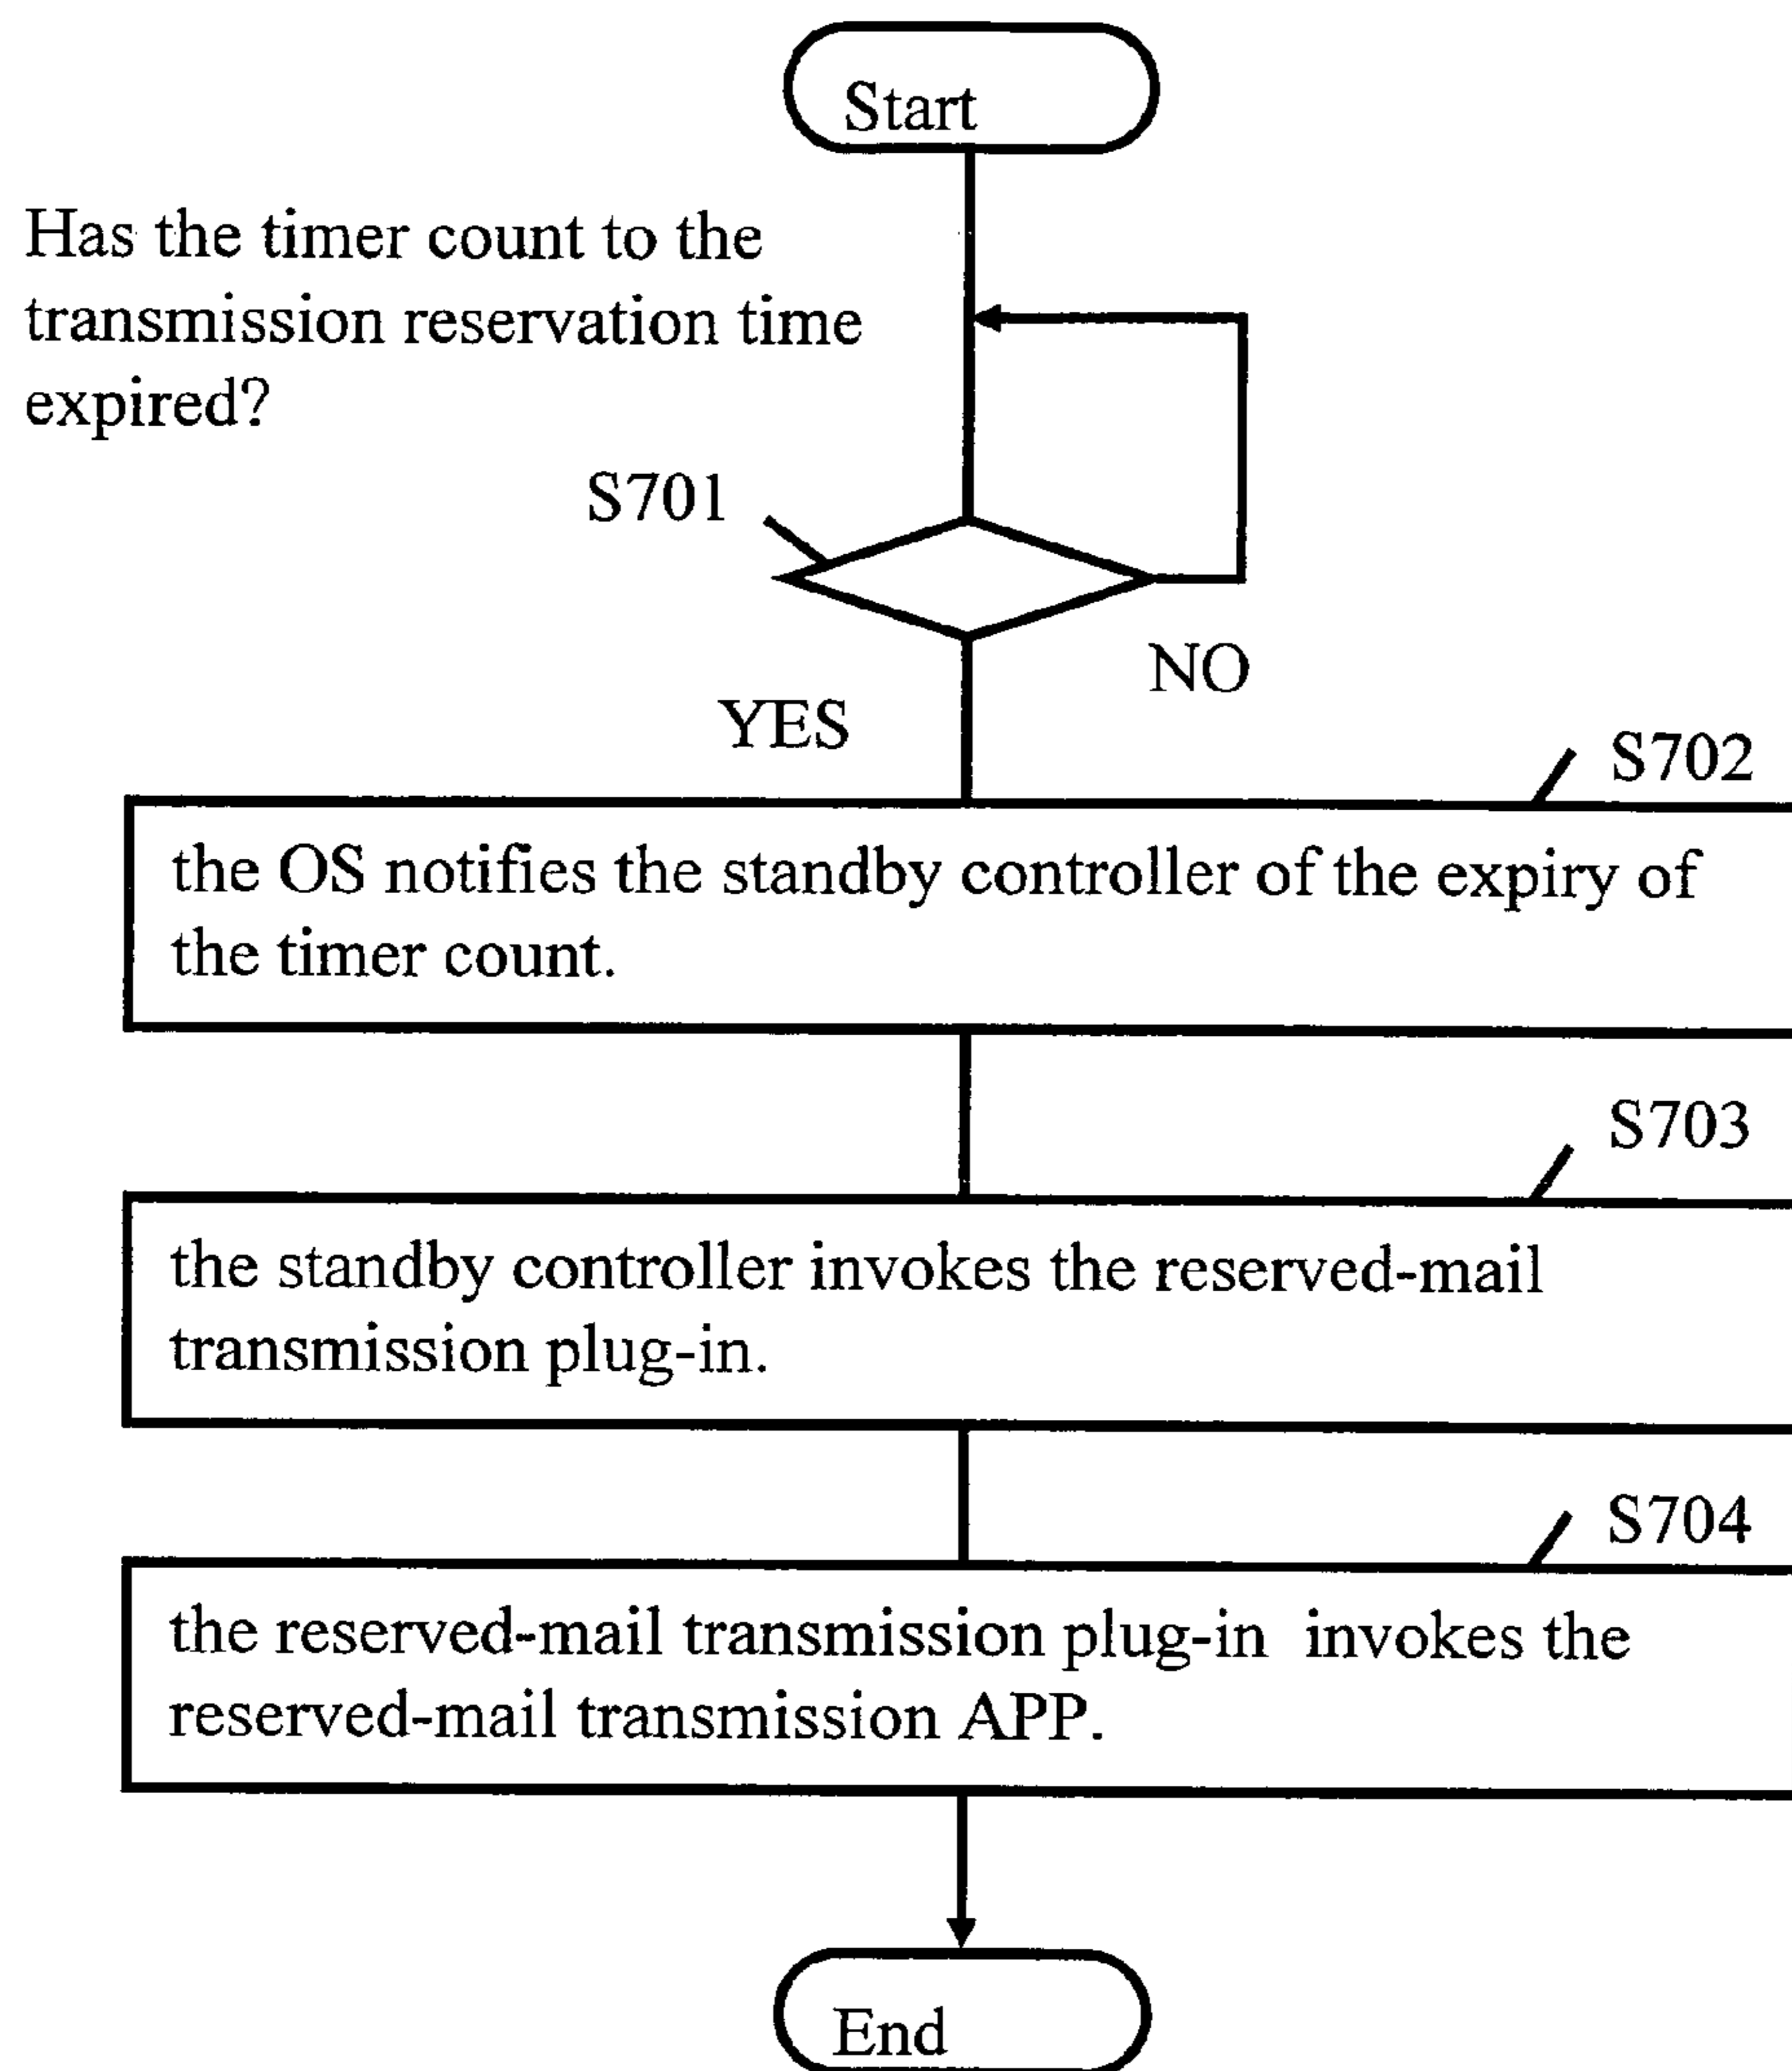 Start
Has the timer count to the
transmission reservation time
expired?
S701
NO
YES
S702
the OS notifies the standby controller of the expiry of
the timer count.
S703
the standby controller invokes the reserved-mail
transmission plug-in.
S704
the reserved-mail transmission plug-in invokes the
reserved-mail transmission APP.
End